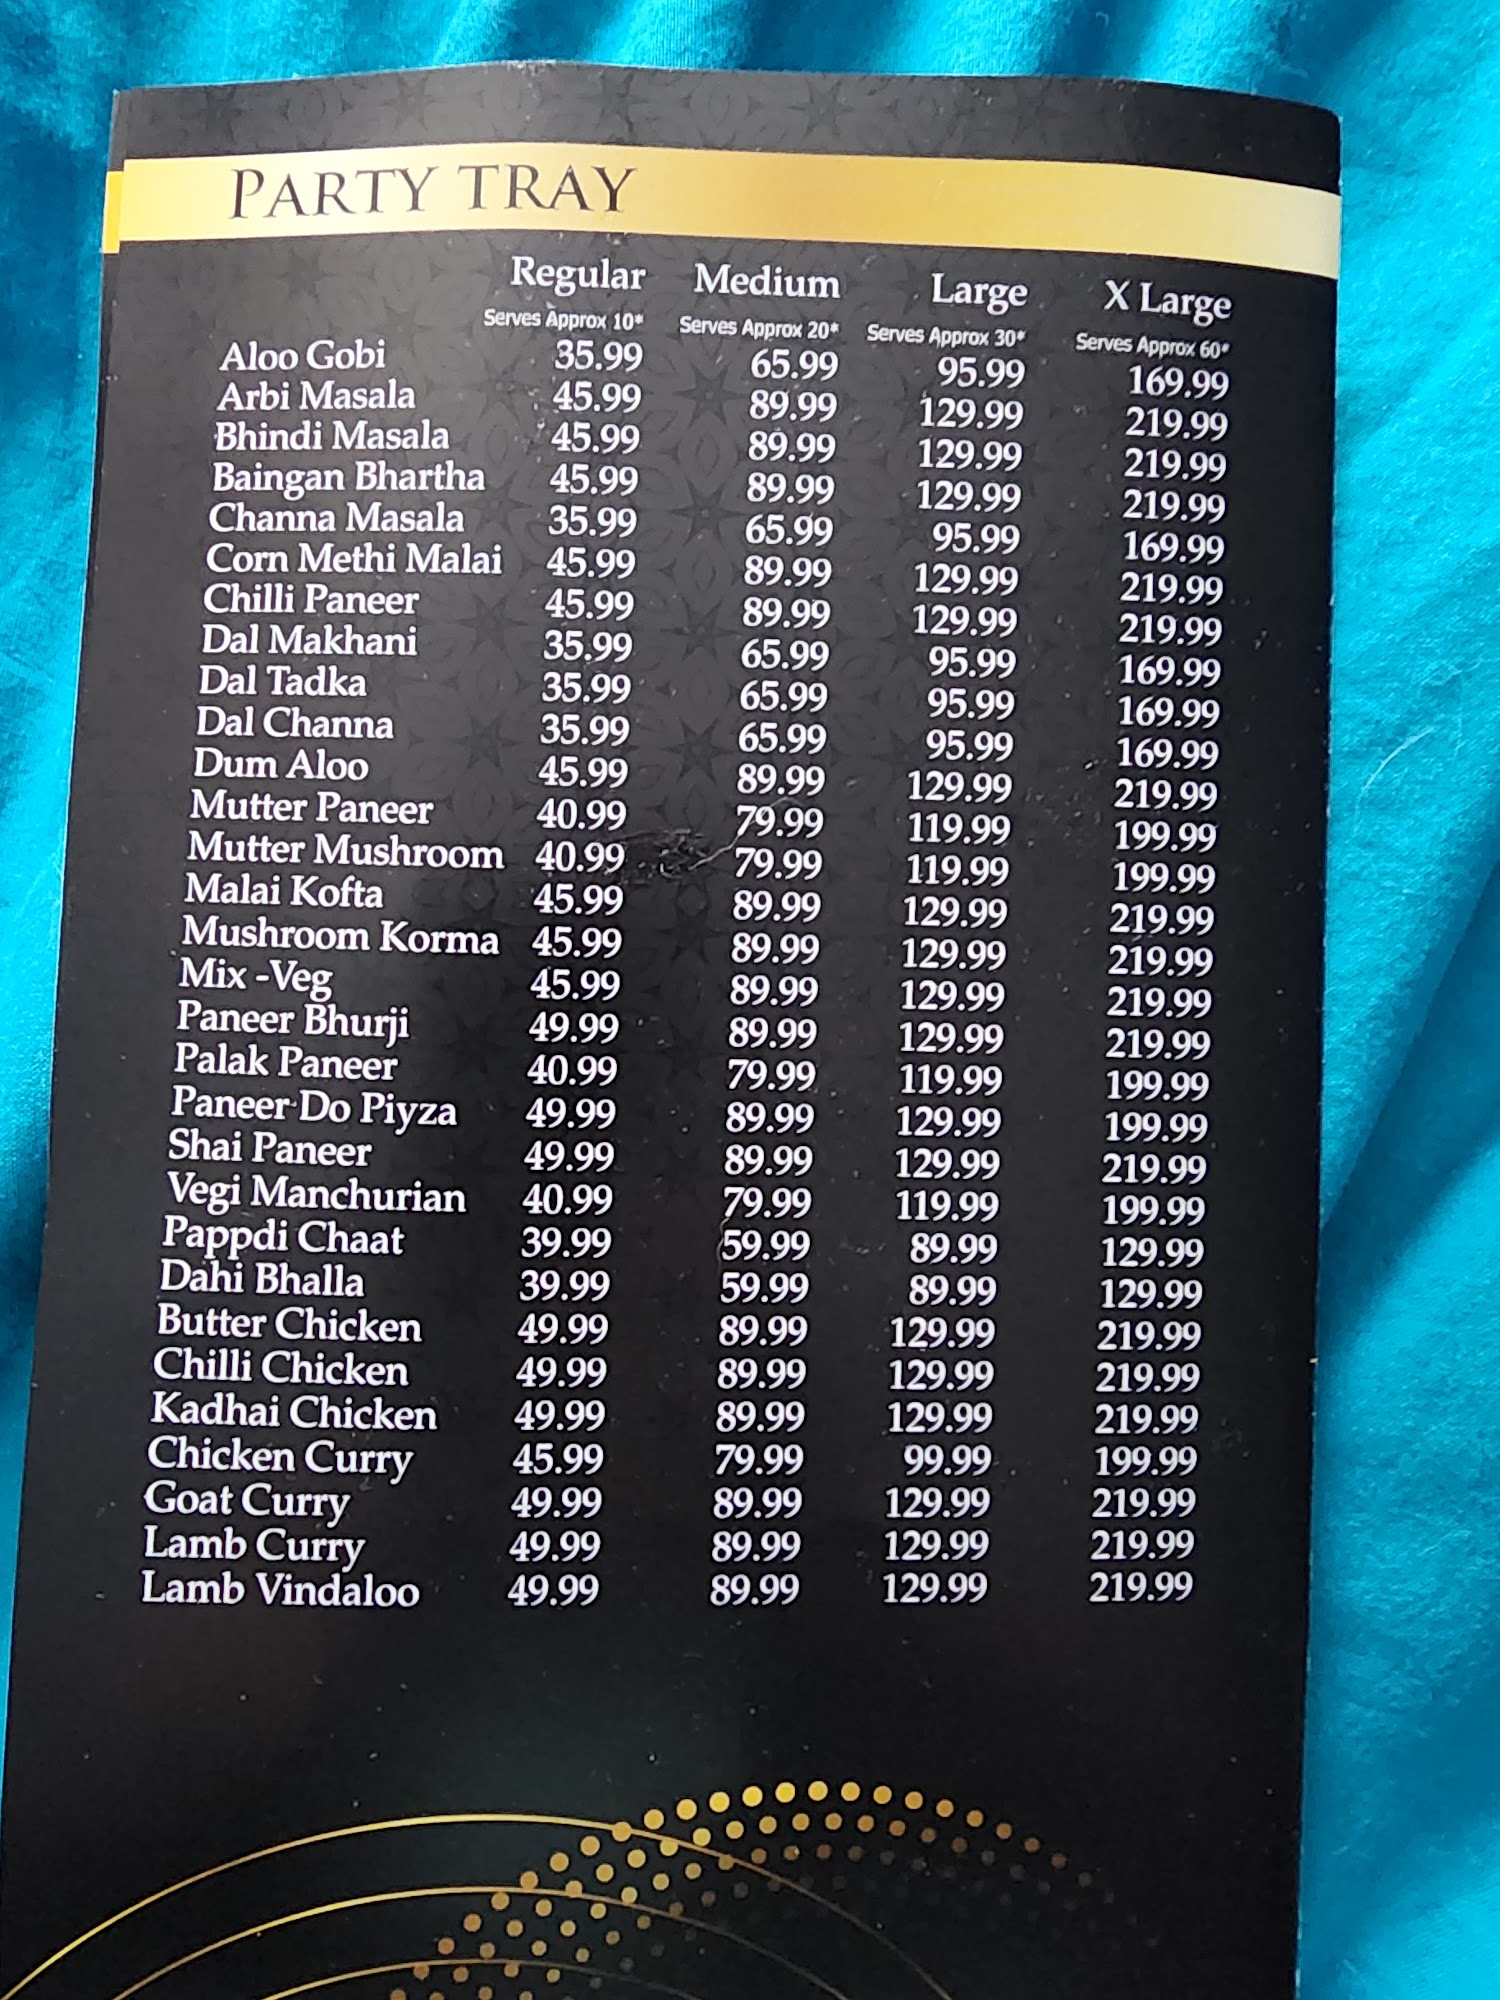 PARTY TRAY
Regular Medium Large X Large
Serves Approx 10* Serves Approx 20* Serves Approx 30* Serves Approx 60*
Aloo Gobi 35.99 65.99 95.99 169.99
Arbi Masala 45.99 89.99 129.99 219.99
Bhindi Masala 45.99 89.99 129.99 219.99
Baingan Bhartha 45.99 89.99 129.99 219.99
Channa Masala 35.99 65.99 95.99 169.99
Corn Methi Malai 45.99 89.99 129.99 219.99
Chilli Paneer 45.99 89.99 129.99 219.99
Dal Makhani 35.99 65.99 95.99 169.99
Dal Tadka 35.99 65.99 95.99 169.99
Dal Channa 35.99 65.99 95.99 169.99
Dum Aloo 45.99 89.99 129.99 219.99
Mutter Paneer 40.99 79.99 119.99 199.99
Mutter Mushroom 40.99 79.99 119.99 199.99
Malai Kofta 45.99 89.99 129.99 219.99
Mushroom Korma 45.99 89.99 129.99 219.99
Mix -Veg 45.99 89.99 129.99 219.99
Paneer Bhurji 49.99 89.99 129.99 219.99
Palak Paneer 40.99 79.99 119.99 199.99
Paneer Do Piyza 49.99 89.99 129.99 199.99
Shai Paneer 49.99 89.99 129.99 219.99
Vegi Manchurian 40.99 79.99 119.99 199.99
Pappdi Chaat 39.99 59.99 89.99 129.99
Dahi Bhalla 39.99 59.99 89.99 129.99
Butter Chicken 49.99 89.99 129.99 219.99
Chilli Chicken 49.99 89.99 129.99 219.99
Kadhai Chicken 49.99 89.99 129.99 219.99
Chicken Curry 45.99 79.99 99.99 199.99
Goat Curry 49.99 89.99 129.99 219.99
Lamb Curry 49.99 89.99 129.99 219.99
Lamb Vindaloo 49.99 89.99 129.99 219.99